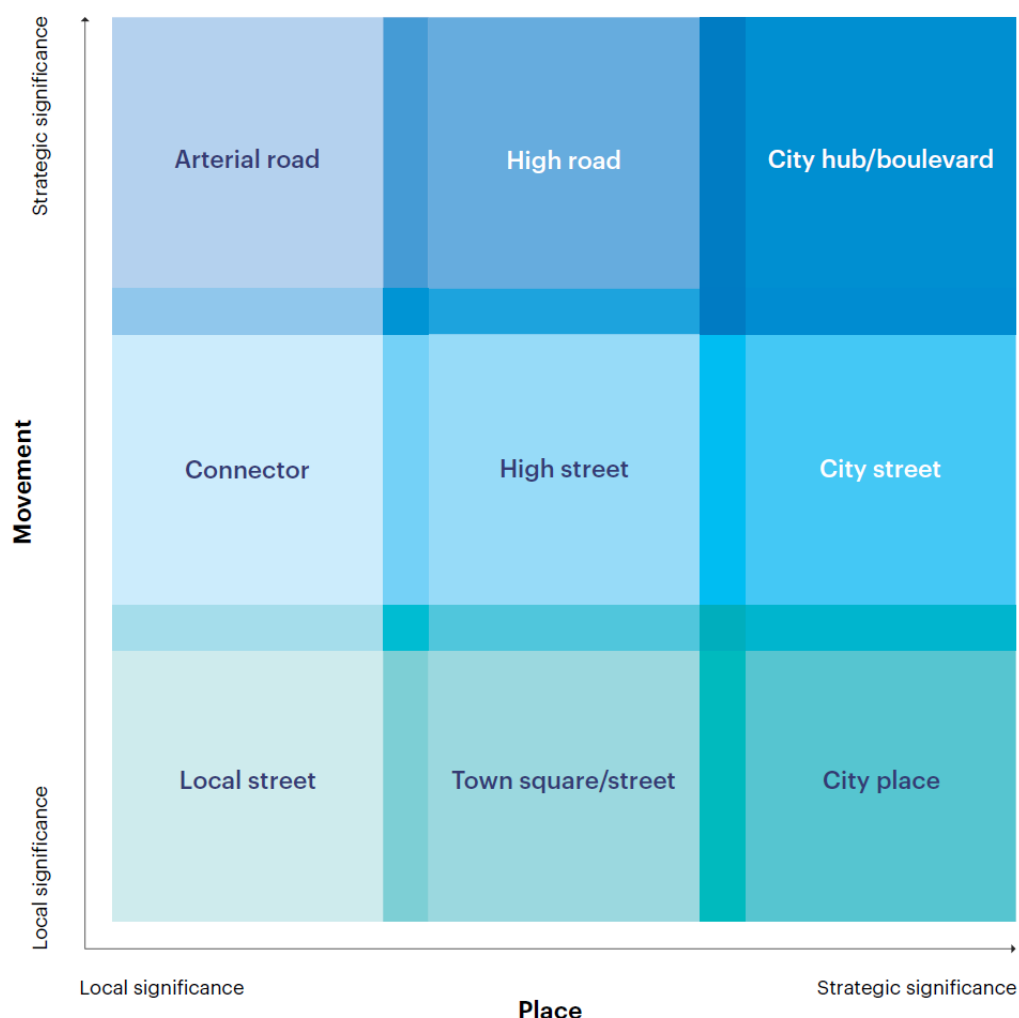 Strategic significance
Arterial road
High road
City hub/boulevard
Movement
Connector
High street
City street
Local significance
Local street
Town square/street
City place
Local significance
Strategic significance
Place